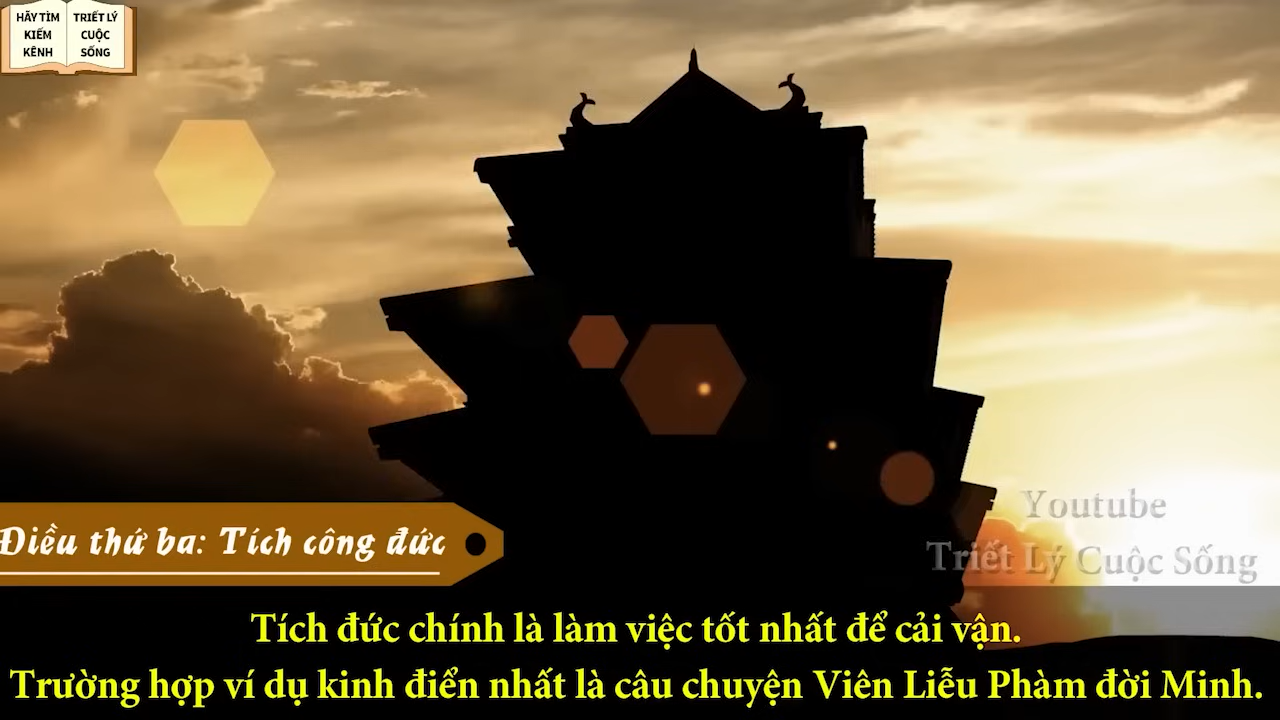 HÃY TÌM
KIẾM
KÊNH
TRIẾT LÝ
CUỘC
SỐNG
Điều thứ ba: Tích công đức
Youtube
Triết Lý Cuộc Sống
Tích đức chính là làm việc tốt nhất để cải vận.
Trường hợp ví dụ kinh điển nhất là câu chuyện Viên Liễu Phàm đời Minh.